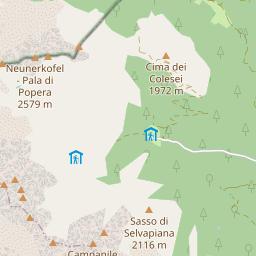 Neunerkofel
- Pala di
Popera
2579 m
Cima dei
Colesei
1972 m
Sasso di
Selvapiana
2116 m
Campanile